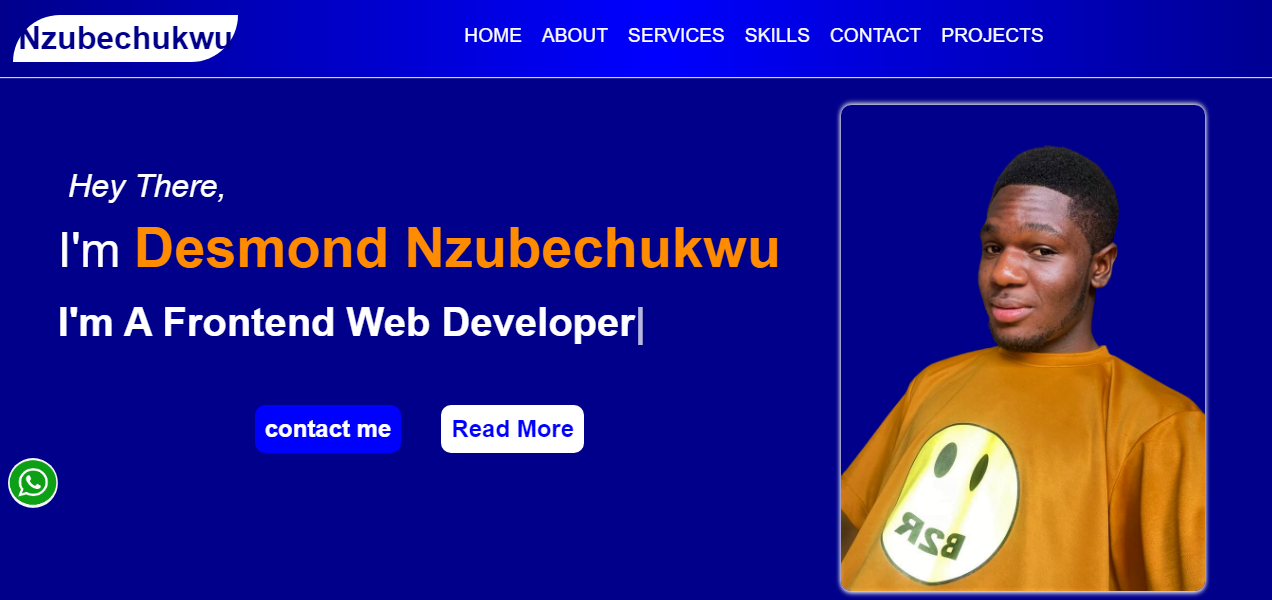 Nzubechukwu
HOME ABOUT SERVICES SKILLS CONTACT PROJECTS
Hey There,
I'm Desmond Nzubechukwu
I'm A Frontend Web Developer|
contact me Read More
B2R